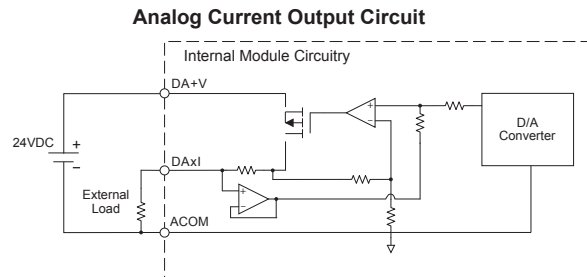 Analog Current Output Circuit
Internal Module Circuitry
DA+V
D/A
Converter
24VDC
+
–
+
–
DAxI
External
Load
+
–
ACOM